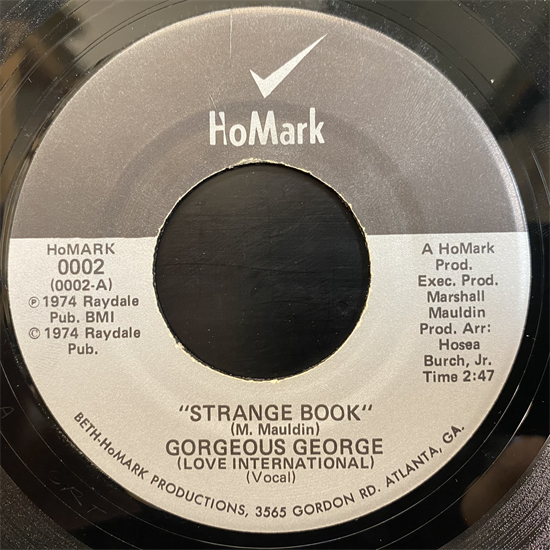 HoMark
HoMARK
0002
(0002-A)
℗ 1974 Raydale
Pub. BMI
© 1974 Raydale
Pub.
A HoMark
Prod.
Exec. Prod.
Marshall
Mauldin
Prod. Arr:
Hosea
Burch, Jr.
Time 2:47
"STRANGE BOOK"
(M. Mauldin)
GORGEOUS GEORGE
(LOVE INTERNATIONAL)
(Vocal)
BETH-HoMARK PRODUCTIONS, 3565 GORDON RD. ATLANTA, GA.